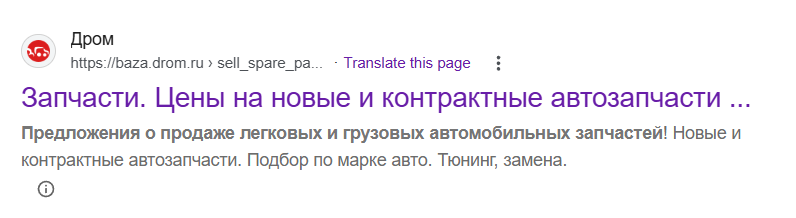 Дром
https://baza.drom.ru › sell_spare_pa... · Translate this page
Запчасти. Цены на новые и контрактные автозапчасти ...
Предложения о продаже легковых и грузовых автомобильных запчастей! Новые и
контрактные автозапчасти. Подбор по марке авто. Тюнинг, замена.